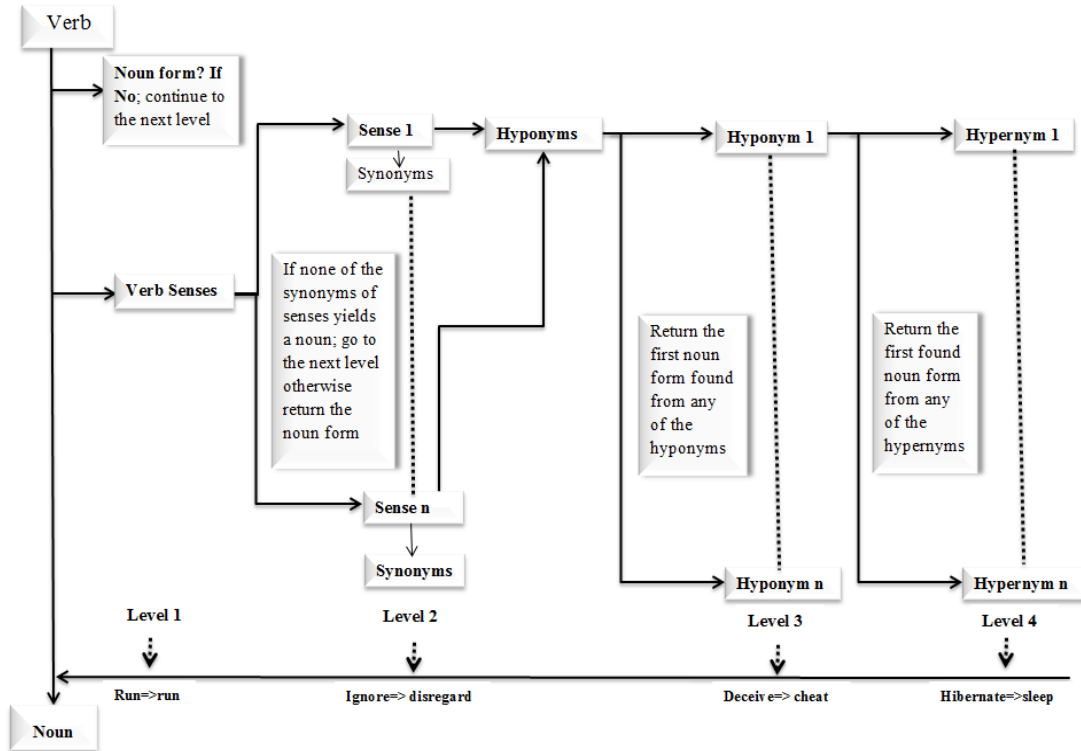 Verb
Noun form? If
No; continue to
the next level
Sense 1
Hyponyms
Hyponym 1
Hypernym 1
Synonyms
Verb Senses
If none of the
synonyms of
senses yields
a noun; go to
the next level
otherwise
return the
noun form
Return the
first noun
form found
from any
of the
hyponyms
Return the
first found
noun form
from any of
the
hypernyms
Sense n
Synonyms
Hyponym n
Hypernym n
Level 1
Level 2
Level 3
Level 4
Run=>run
Ignore=> disregard
Deceive=> cheat
Hibernate=>sleep
Noun